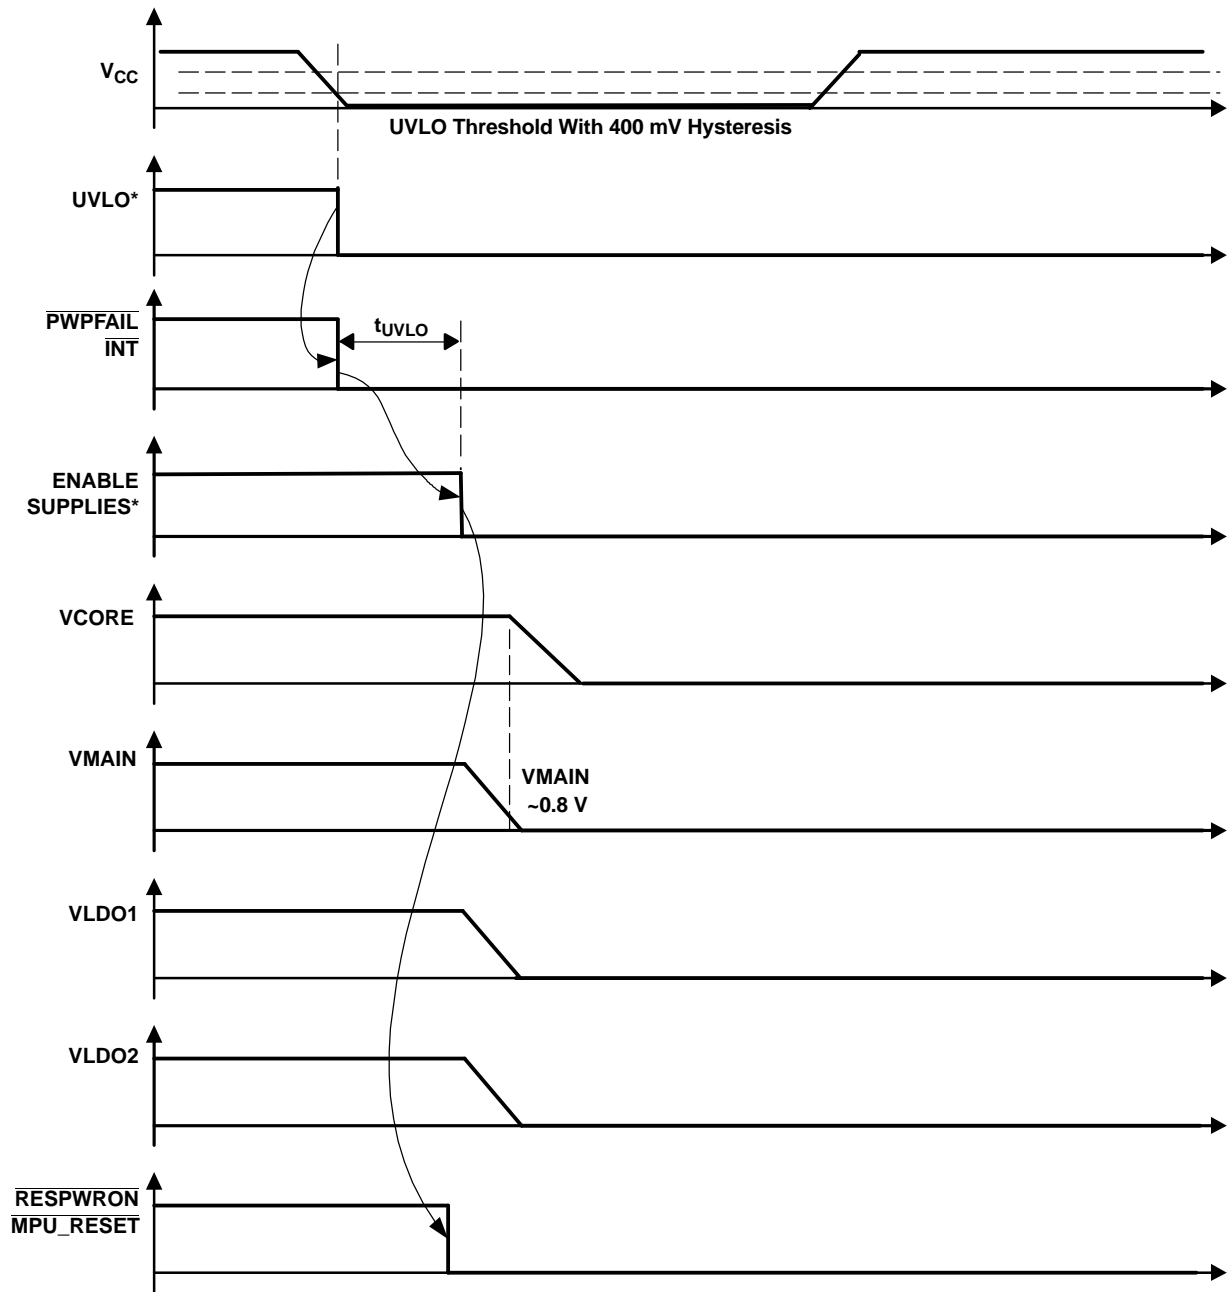 VCC
UVLO Threshold With 400 mV Hysteresis
UVLO*
PWPFAIL
INT
tUVLO
ENABLE
SUPPLIES*
VCORE
VMAIN
VMAIN
~0.8 V
VLDO1
VLDO2
RESPWRON
MPU_RESET